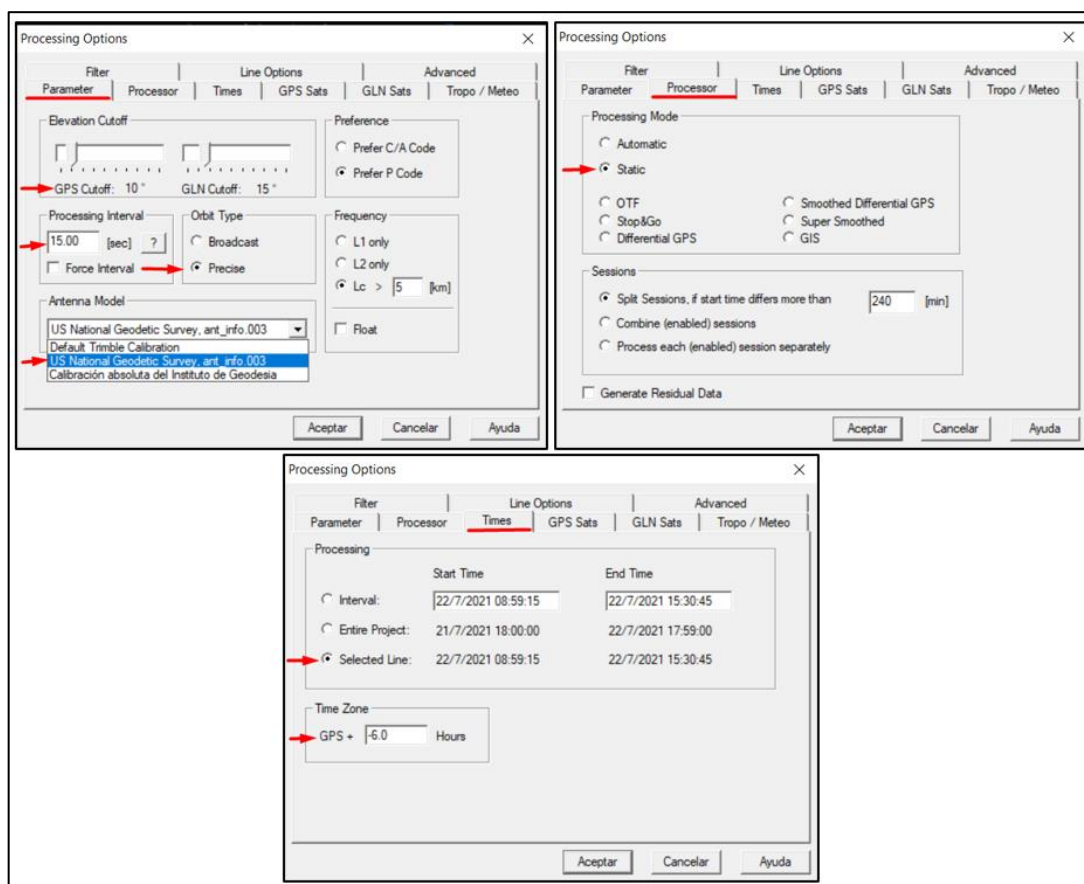 Processing Options
Filter Line Options Advanced
Parameter Processor Times GPS Sats GLN Sats Tropo / Meteo
Elevation Cutoff
GPS Cutoff: 10 ° GLN Cutoff: 15 °
Preference
Prefer C/A Code
Prefer P Code
Processing Interval
15.00 [sec] ?
Force Interval
Orbit Type
Broadcast
Precise
Frequency
L1 only
L2 only
Lc > 5 [km]
Float
Antenna Model
US National Geodetic Survey, ant_info.003
Default Trimble Calibration
US National Geodetic Survey, ant_info.003
Calibración absoluta del Instituto de Geodesia
Aceptar Cancelar Ayuda
Processing Options
Filter Line Options Advanced
Parameter Processor Times GPS Sats GLN Sats Tropo / Meteo
Processing Mode
Automatic
Static
OTF Smoothed Differential GPS
Stop&Go Super Smoothed
Differential GPS GIS
Sessions
Split Sessions, if start time differs more than 240 [min]
Combine (enabled) sessions
Process each (enabled) session separately
Generate Residual Data
Aceptar Cancelar Ayuda
Processing Options
Filter Line Options Advanced
Parameter Processor Times GPS Sats GLN Sats Tropo / Meteo
Processing
Start Time End Time
Interval: 22/7/2021 08:59:15 22/7/2021 15:30:45
Entire Project: 21/7/2021 18:00:00 22/7/2021 17:59:00
Selected Line: 22/7/2021 08:59:15 22/7/2021 15:30:45
Time Zone
GPS + -6.0 Hours
Aceptar Cancelar Ayuda